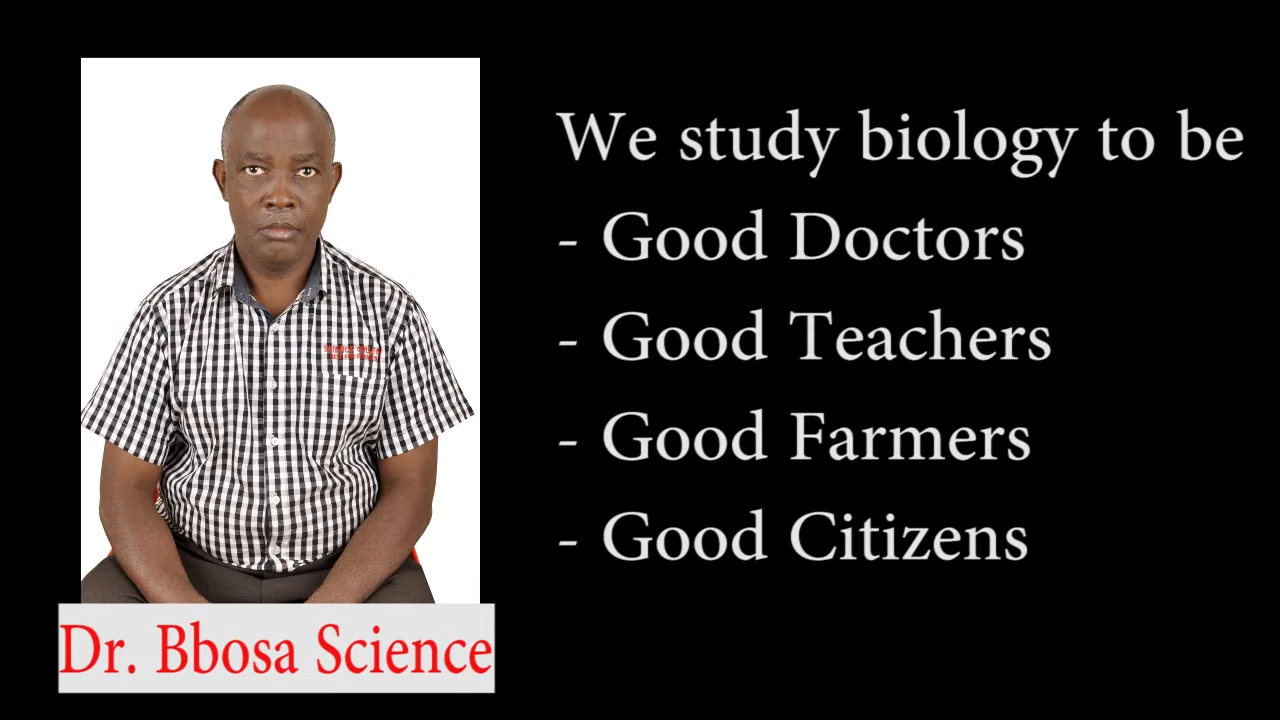 We study biology to be
- Good Doctors
- Good Teachers
- Good Farmers
- Good Citizens
Dr. Bbosa Science